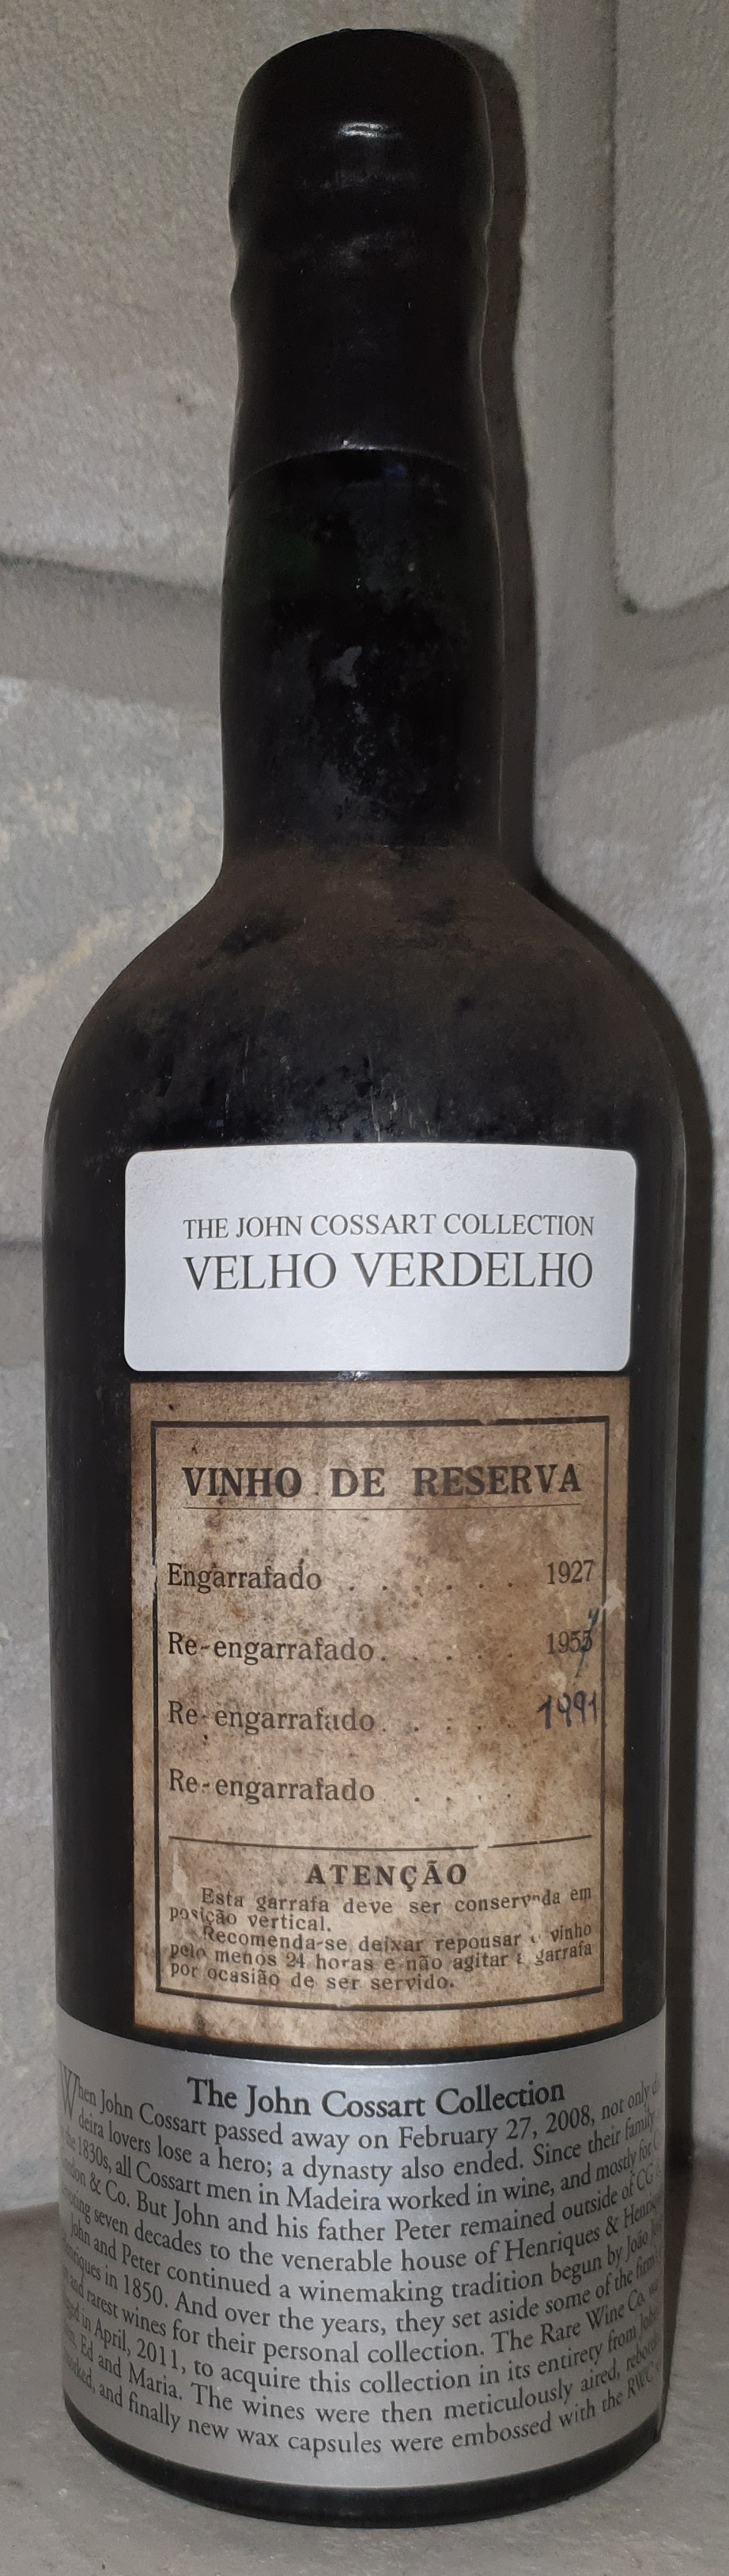 THE JOHN COSSART COLLECTION
VELHO VERDELHO
VINHO DE RESERVA
Engarrafado . . . . . . 1927
Re-engarrafado. . . . . 195
Re-engarrafado. . . . . 1991
Re-engarrafado . . .
ATENÇÃO
Esta garrafa deve ser conservada em
posição vertical.
Recomenda-se deixar repousar o vinho
pelo menos 24 horas e não agitar a garrafa
por ocasião de ser servido.
The John Cossart Collection
When John Cossart passed away on February 27, 2008, not only
deira lovers lose a hero; a dynasty also ended. Since their family
the 1830s, all Cossart men in Madeira worked in wine, and mostly for
& Co. But John and his father Peter remained outside of CG
seven decades to the venerable house of Henriques &
John and Peter continued a winemaking tradition begun by João
in 1850. And over the years, they set aside some of the firm
and rarest wines for their personal collection. The Rare Wine Co.
in April, 2011, to acquire this collection in its entirety from
Ed and Maria. The wines were then meticulously aired,
and finally new wax capsules were embossed with the RWC